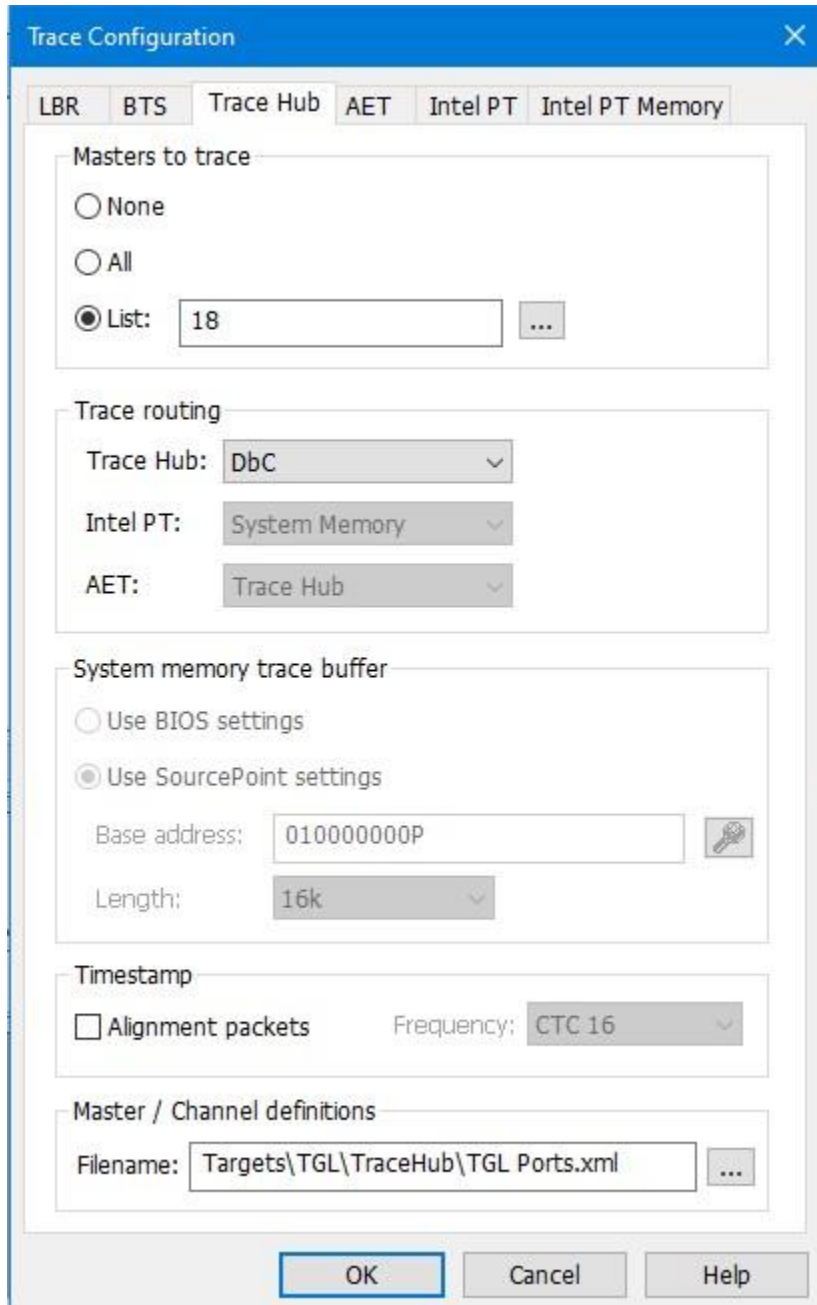 Trace Configuration
LBR BTS Trace Hub AET Intel PT Intel PT Memory
Masters to trace
None
All
List: 18 ...
Trace routing
Trace Hub: DbC
Intel PT: System Memory
AET: Trace Hub
System memory trace buffer
Use BIOS settings
Use SourcePoint settings
Base address: 010000000P
Length: 16k
Timestamp
Alignment packets Frequency: CTC 16
Master / Channel definitions
Filename: Targets\TGL\TraceHub\TGL Ports.xml ...
OK Cancel Help